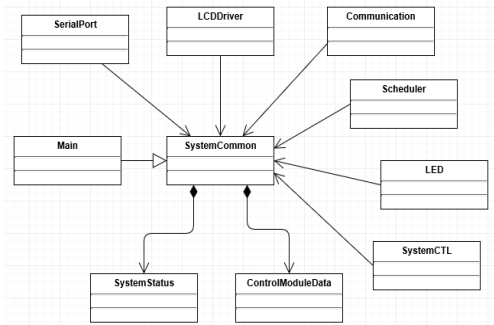 SerialPort
LCDDriver
Communication
Scheduler
Main
SystemCommon
LED
SystemCTL
SystemStatus
ControlModuleData